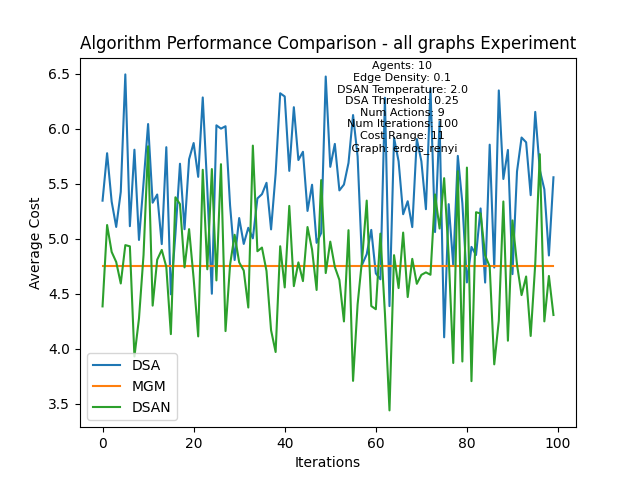 Algorithm Performance Comparison - all graphs Experiment
Agents: 10
Edge Density: 0.1
DSAN Temperature: 2.0
DSA Threshold: 0.25
Num Actions: 9
Num Iterations: 100
Cost Range: 11
Graph: erdos_renyi
6.5
6.0
5.5
5.0
4.5
4.0
3.5
Average Cost
DSA
MGM
DSAN
0
20
40
60
80
100
Iterations